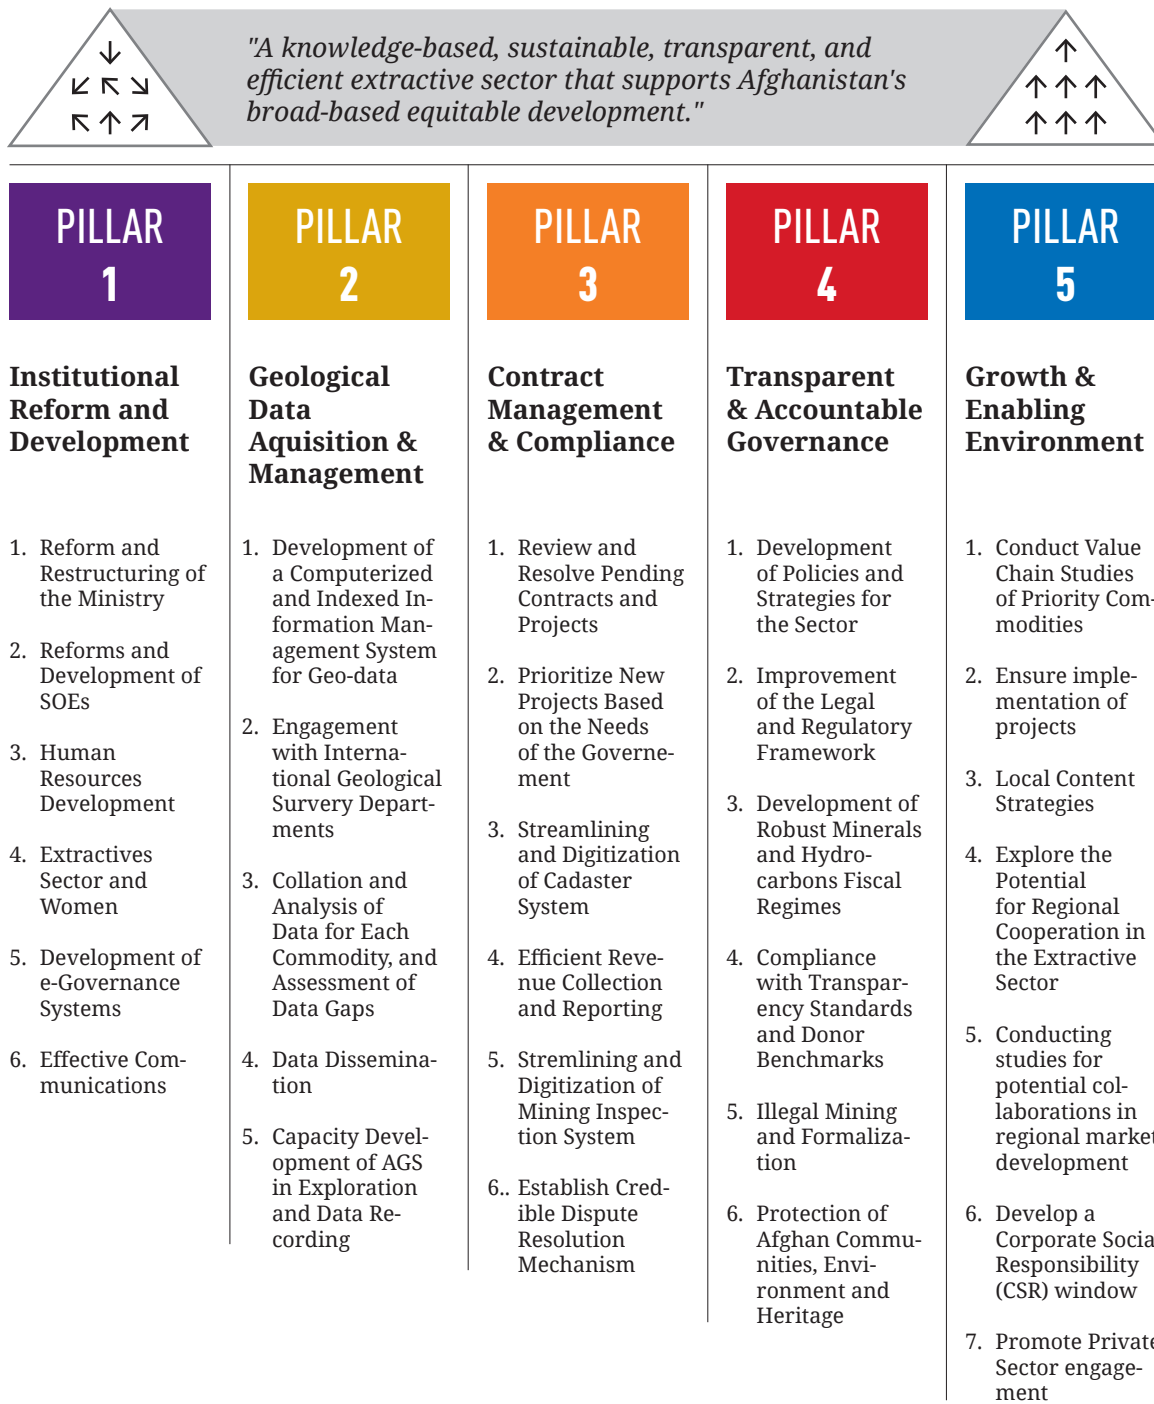 "A knowledge-based, sustainable, transparent, and
efficient extractive sector that supports Afghanistan's
broad-based equitable development."
PILLAR
1
Institutional
Reform and
Development
1. Reform and
Restructuring of
the Ministry
2. Reforms and
Development of
SOEs
3. Human
Resources
Development
4. Extractives
Sector and
Women
5. Development of
e-Governance
Systems
6. Effective Com-
munications
PILLAR
2
Geological
Data
Aquisition &
Management
1. Development of
a Computerized
and Indexed In-
formation Man-
agement System
for Geo-data
2. Engagement
with Interna-
tional Geological
Survery Depart-
ments
3. Collation and
Analysis of
Data for Each
Commodity, and
Assessment of
Data Gaps
4. Data Dissemina-
tion
5. Capacity Devel-
opment of AGS
in Exploration
and Data Re-
cording
PILLAR
3
Contract
Management
& Compliance
1. Review and
Resolve Pending
Contracts and
Projects
2. Prioritize New
Projects Based
on the Needs
of the Governe-
ment
3. Streamlining
and Digitization
of Cadaster
System
4. Efficient Reve-
nue Collection
and Reporting
5. Stremlining and
Digitization of
Mining Inspec-
tion System
6.. Establish Cred-
ible Dispute
Resolution
Mechanism
PILLAR
4
Transparent
& Accountable
Governance
1. Development
of Policies and
Strategies for
the Sector
2. Improvement
of the Legal
and Regulatory
Framework
3. Development of
Robust Minerals
and Hydro-
carbons Fiscal
Regimes
4. Compliance
with Transpar-
ency Standards
and Donor
Benchmarks
5. Illegal Mining
and Formaliza-
tion
6. Protection of
Afghan Commu-
nities, Envi-
ronment and
Heritage
PILLAR
5
Growth &
Enabling
Environment
1. Conduct Value
Chain Studies
of Priority Com-
modities
2. Ensure imple-
mentation of
projects
3. Local Content
Strategies
4. Explore the
Potential
for Regional
Cooperation in
the Extractive
Sector
5. Conducting
studies for
potential col-
laborations in
regional market
development
6. Develop a
Corporate Socia
Responsibility
(CSR) window
7. Promote Private
Sector engage-
ment